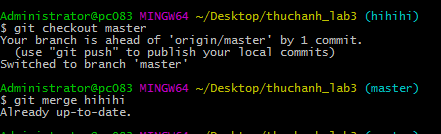 Administrator@pc083 MINGW64 ~/Desktop/thuchanh_lab3 (hihihi)
$ git checkout master
Your branch is ahead of 'origin/master' by 1 commit.
  (use "git push" to publish your local commits)
Switched to branch 'master'

Administrator@pc083 MINGW64 ~/Desktop/thuchanh_lab3 (master)
$ git merge hihihi
Already up-to-date.